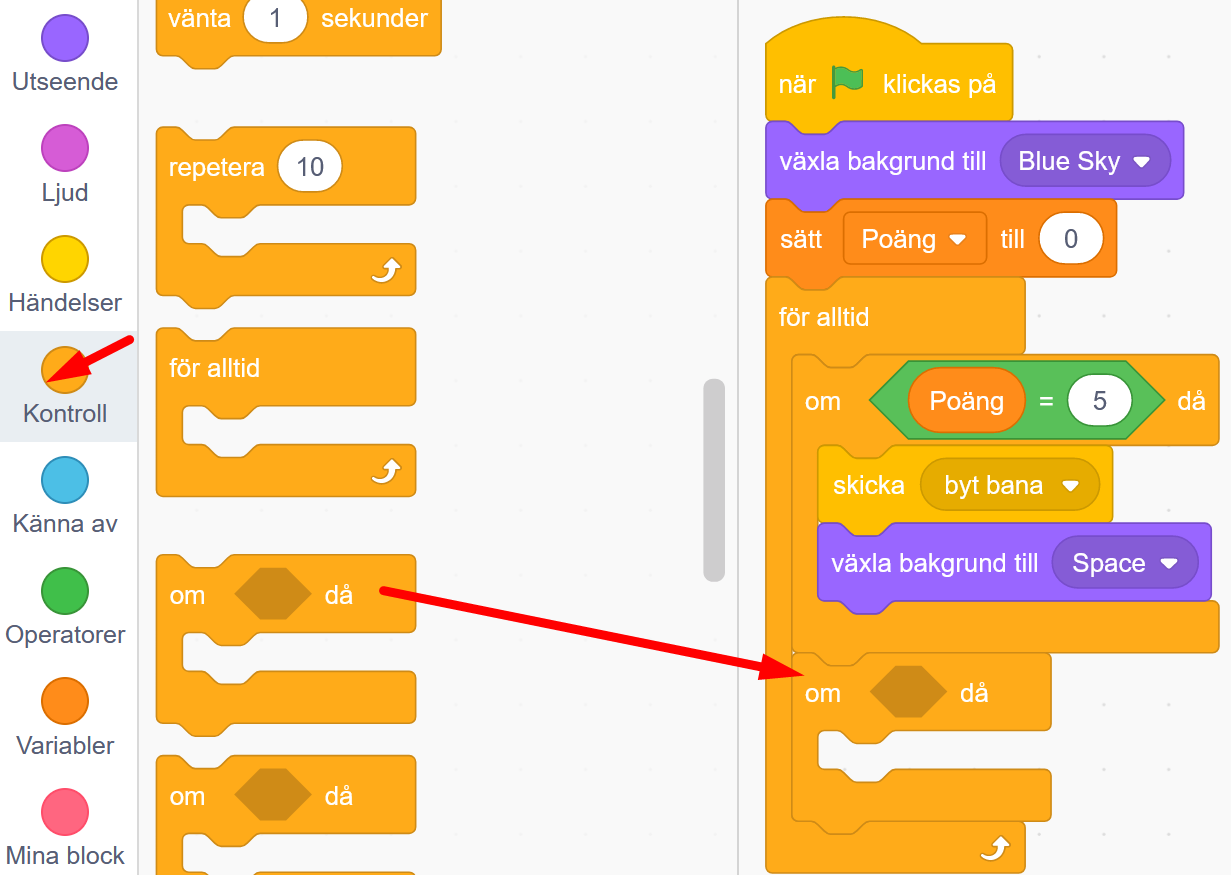 Utseende
Ljud
Händelser
Kontroll
Känna av
Operatorer
Variabler
Mina block
vänta 1 sekunder
repetera 10
för alltid
om då
om då
när klickas på
växla bakgrund till Blue Sky
sätt Poäng till 0
för alltid
om Poäng = 5 då
skicka byt bana
växla bakgrund till Space
om då